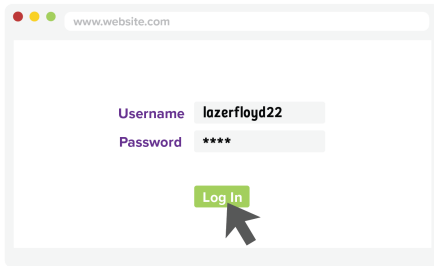 www.website.com
Username lazerfloyd22
Password ****
Log In